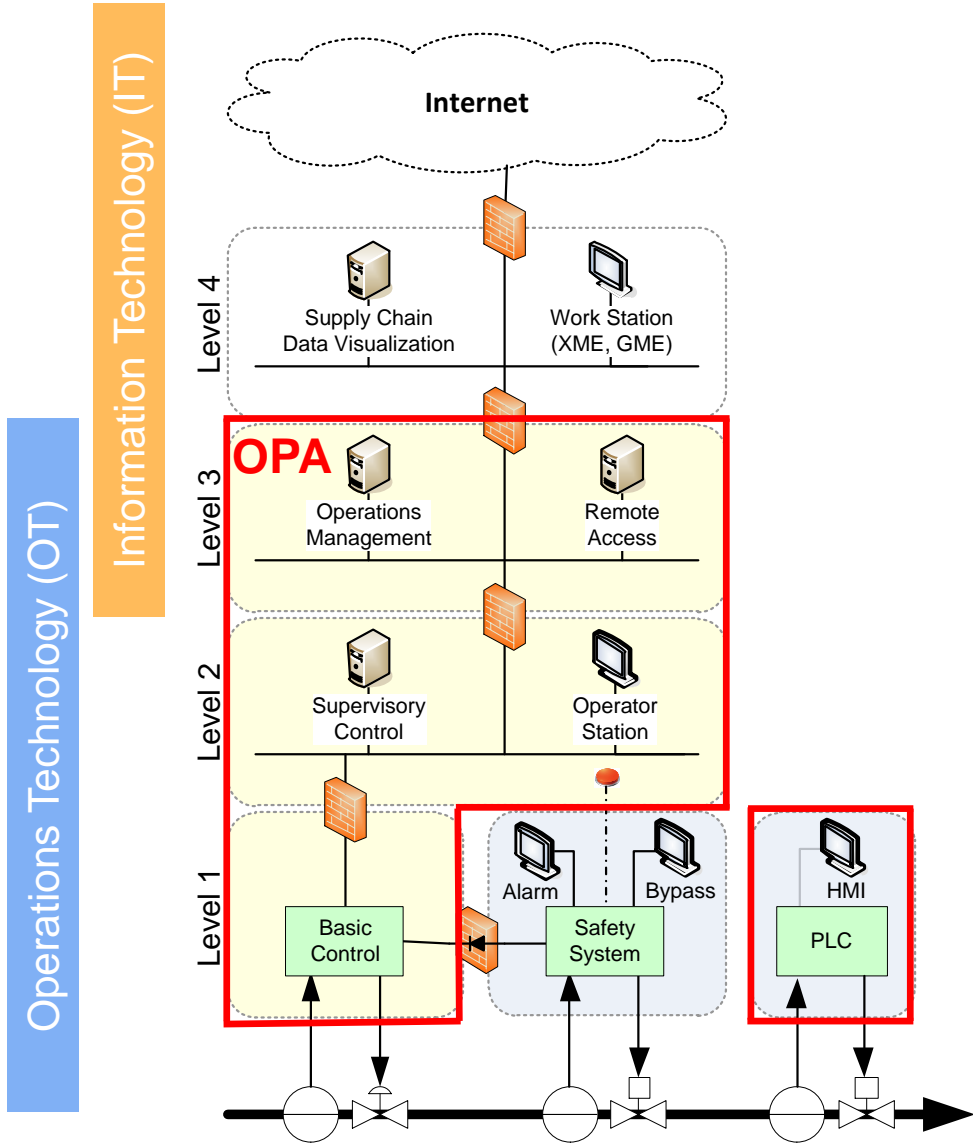 Internet
Information Technology (IT)
Operations Technology (OT)
Level 4
Supply Chain
Data Visualization
Work Station
(XME, GME)
OPA
Level 3
Operations
Management
Remote
Access
Level 2
Supervisory
Control
Operator
Station
Level 1
Alarm
Bypass
HMI
Basic
Control
Safety
System
PLC